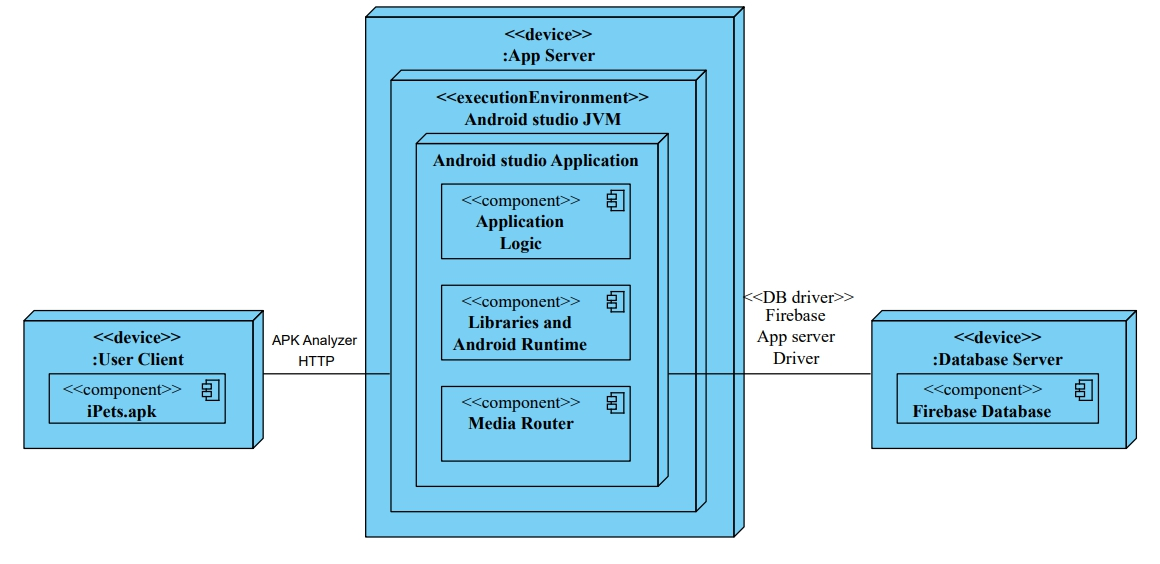 <<device>>
:App Server
<<executionEnvironment>>
Android studio JVM
Android studio Application
<<component>>
Application
Logic
<<component>>
Libraries and
Android Runtime
<<component>>
Media Router
<<device>>
:User Client
<<component>>
iPets.apk
APK Analyzer
HTTP
<<DB driver>>
Firebase
App server
Driver
<<device>>
:Database Server
<<component>>
Firebase Database